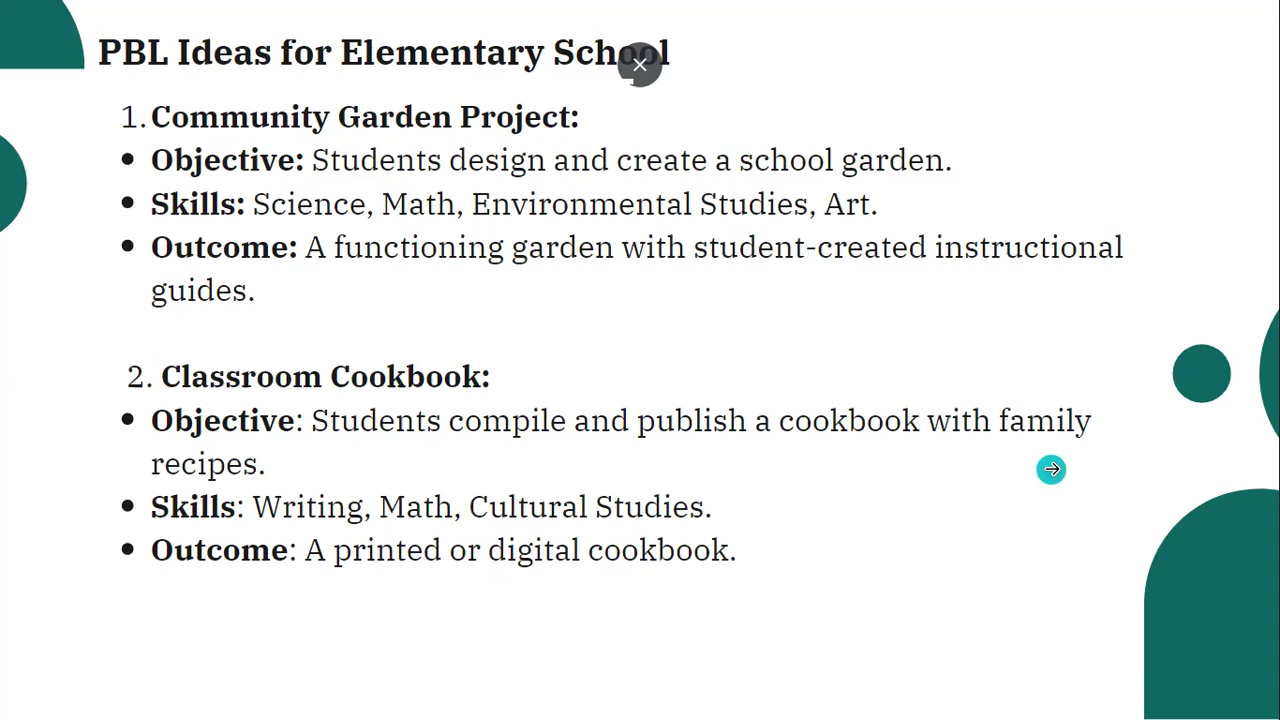 PBL Ideas for Elementary School
1. Community Garden Project:
• Objective: Students design and create a school garden.
• Skills: Science, Math, Environmental Studies, Art.
• Outcome: A functioning garden with student-created instructional
guides.
2. Classroom Cookbook:
• Objective: Students compile and publish a cookbook with family
recipes.
• Skills: Writing, Math, Cultural Studies.
• Outcome: A printed or digital cookbook.